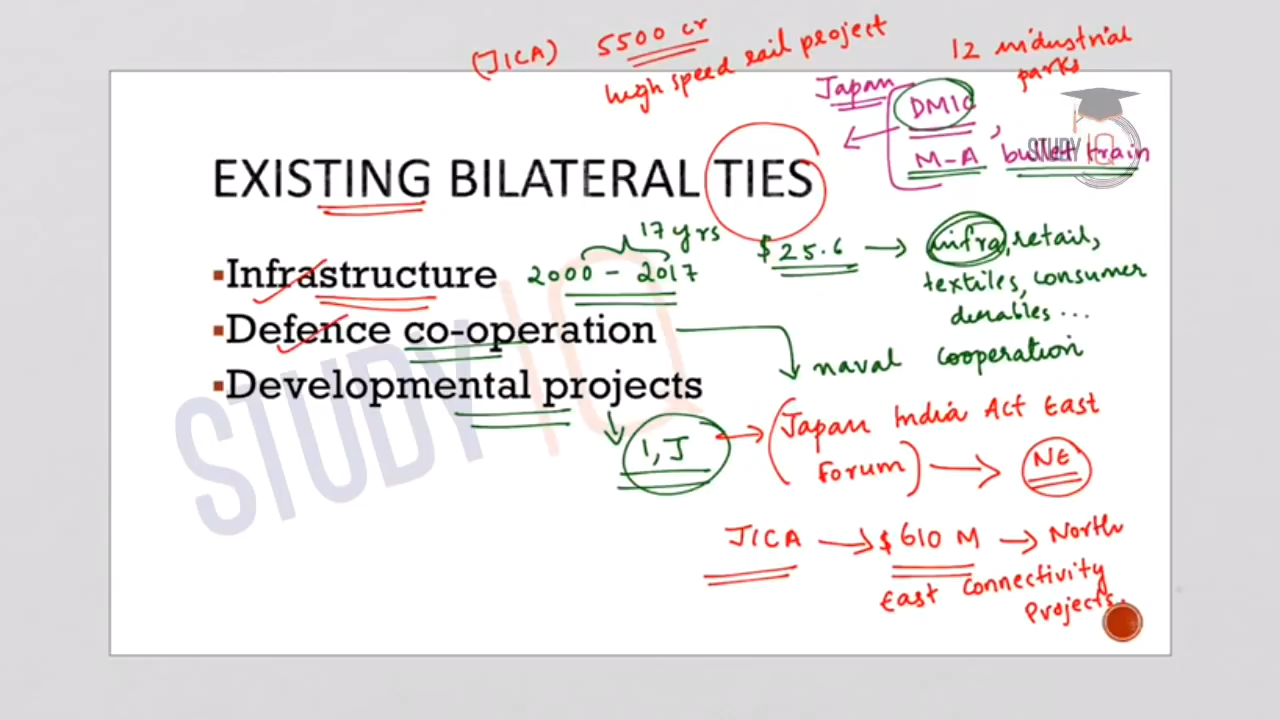 (JICA) 5500 cr
high speed rail project
12 industrial
parks
Japan
DMIC
M-A, bullet train
STUDY IQ
EXISTING BILATERAL TIES
17 yrs
▪Infrastructure
2000 - 2017
$25.6 → infra, retail,
textiles, consumer
durables ...
▪Defence co-operation
naval cooperation
▪Developmental projects
I, J → (Japan India Act East
Forum) → NE
STUDY IQ
JICA → $610 M → North
East Connectivity
Projects.